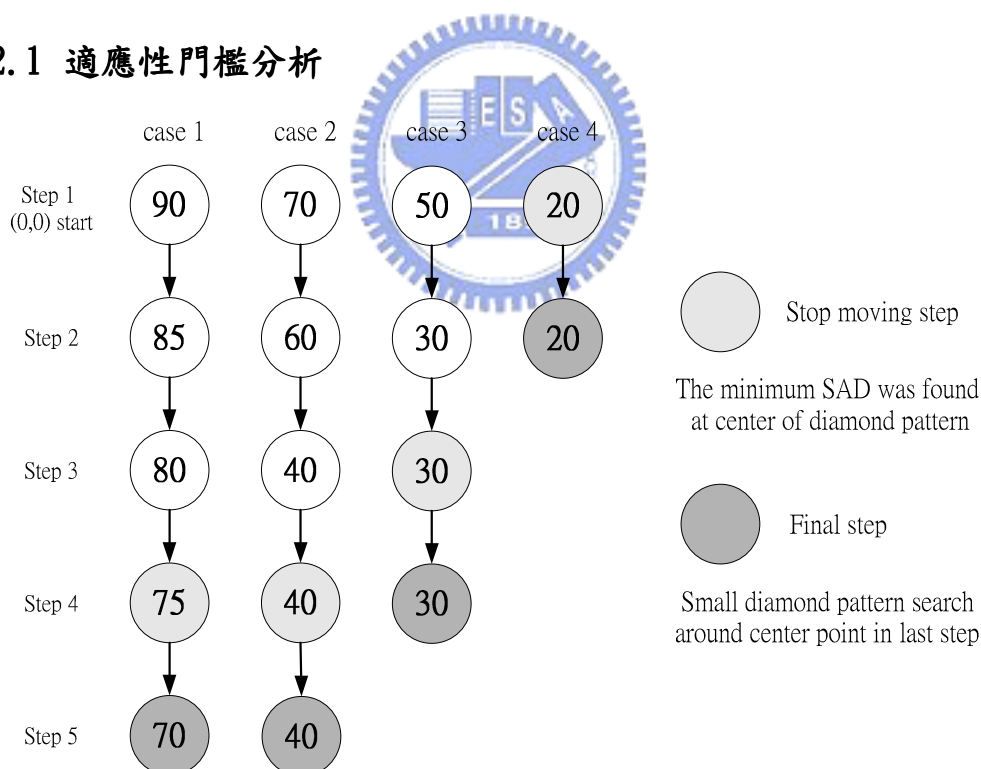 2.1 適應性門檻分析
case 1 case 2 case 3 case 4
Step 1
(0,0) start
90 70 50 20
Step 2
85 60 30 20
Step 3
80 40 30
Step 4
75 40 30
Step 5
70 40
Stop moving step
The minimum SAD was found
at center of diamond pattern
Final step
Small diamond pattern search
around center point in last step
E S A
18